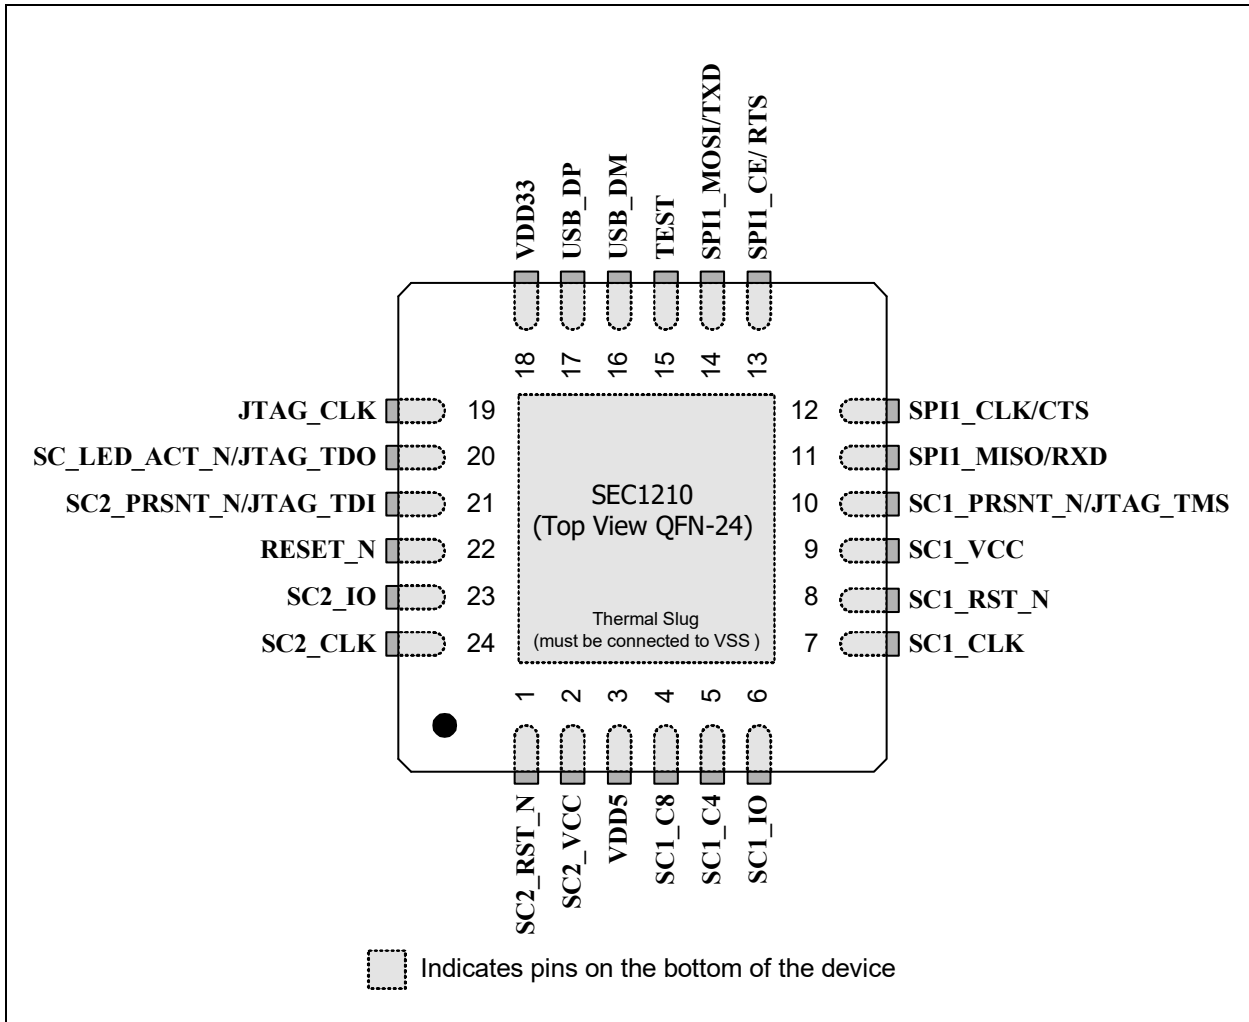 VDD33
USB_DP
USB_DM
TEST
SPI1_MOSI/TXD
SPI1_CE/ RTS
18
17
16
15
14
13
JTAG_CLK 19
SC_LED_ACT_N/JTAG_TDO 20
SC2_PRSNT_N/JTAG_TDI 21
RESET_N 22
SC2_IO 23
SC2_CLK 24
SEC1210
(Top View QFN-24)
Thermal Slug
(must be connected to VSS )
12 SPI1_CLK/CTS
11 SPI1_MISO/RXD
10 SC1_PRSNT_N/JTAG_TMS
9 SC1_VCC
8 SC1_RST_N
7 SC1_CLK
1
2
3
4
5
6
SC2_RST_N
SC2_VCC
VDD5
SC1_C8
SC1_C4
SC1_IO
Indicates pins on the bottom of the device